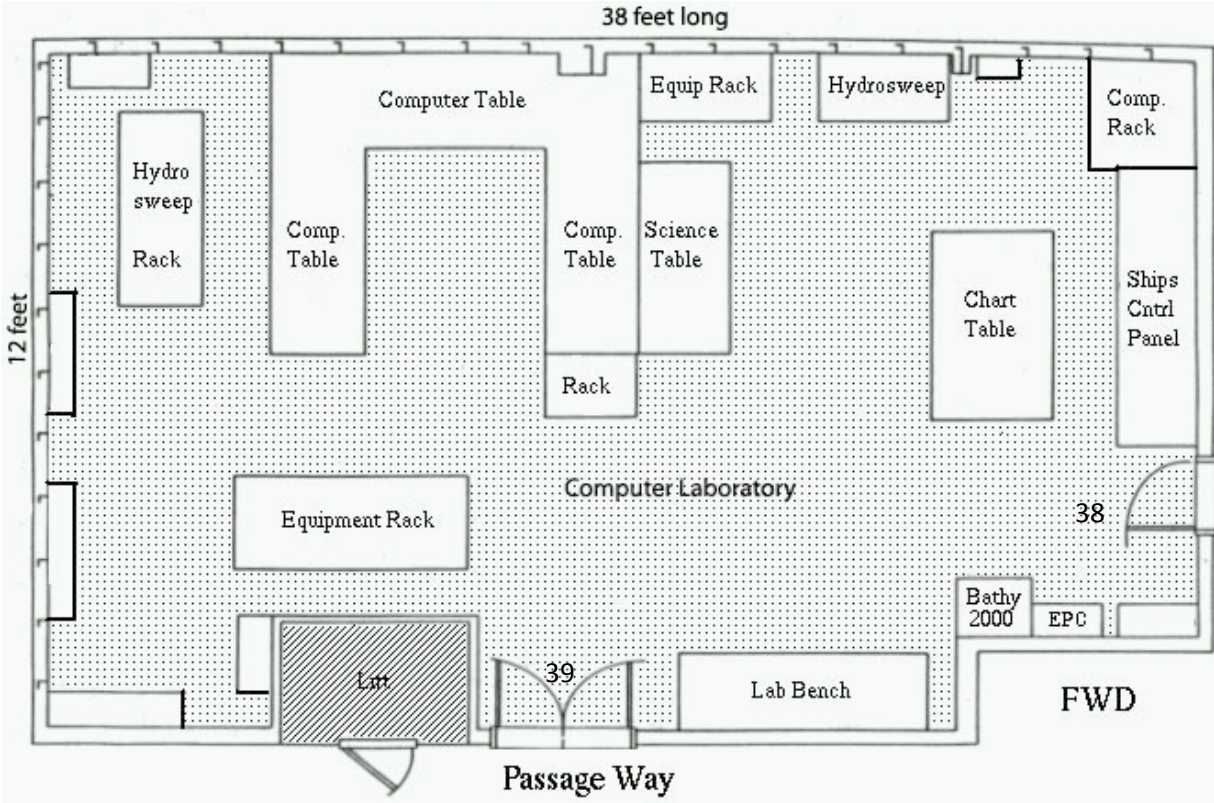 38 feet long
Computer Table
Equip Rack
Hydrosweep
Comp.
Rack
Hydro
sweep
Rack
Comp.
Table
Comp.
Table
Science
Table
Chart
Table
Ships
Cntrl
Panel
12 feet
Rack
Computer Laboratory
Equipment Rack
38
Bathy
2000
EPC
39
Lab Bench
FWD
Passage Way